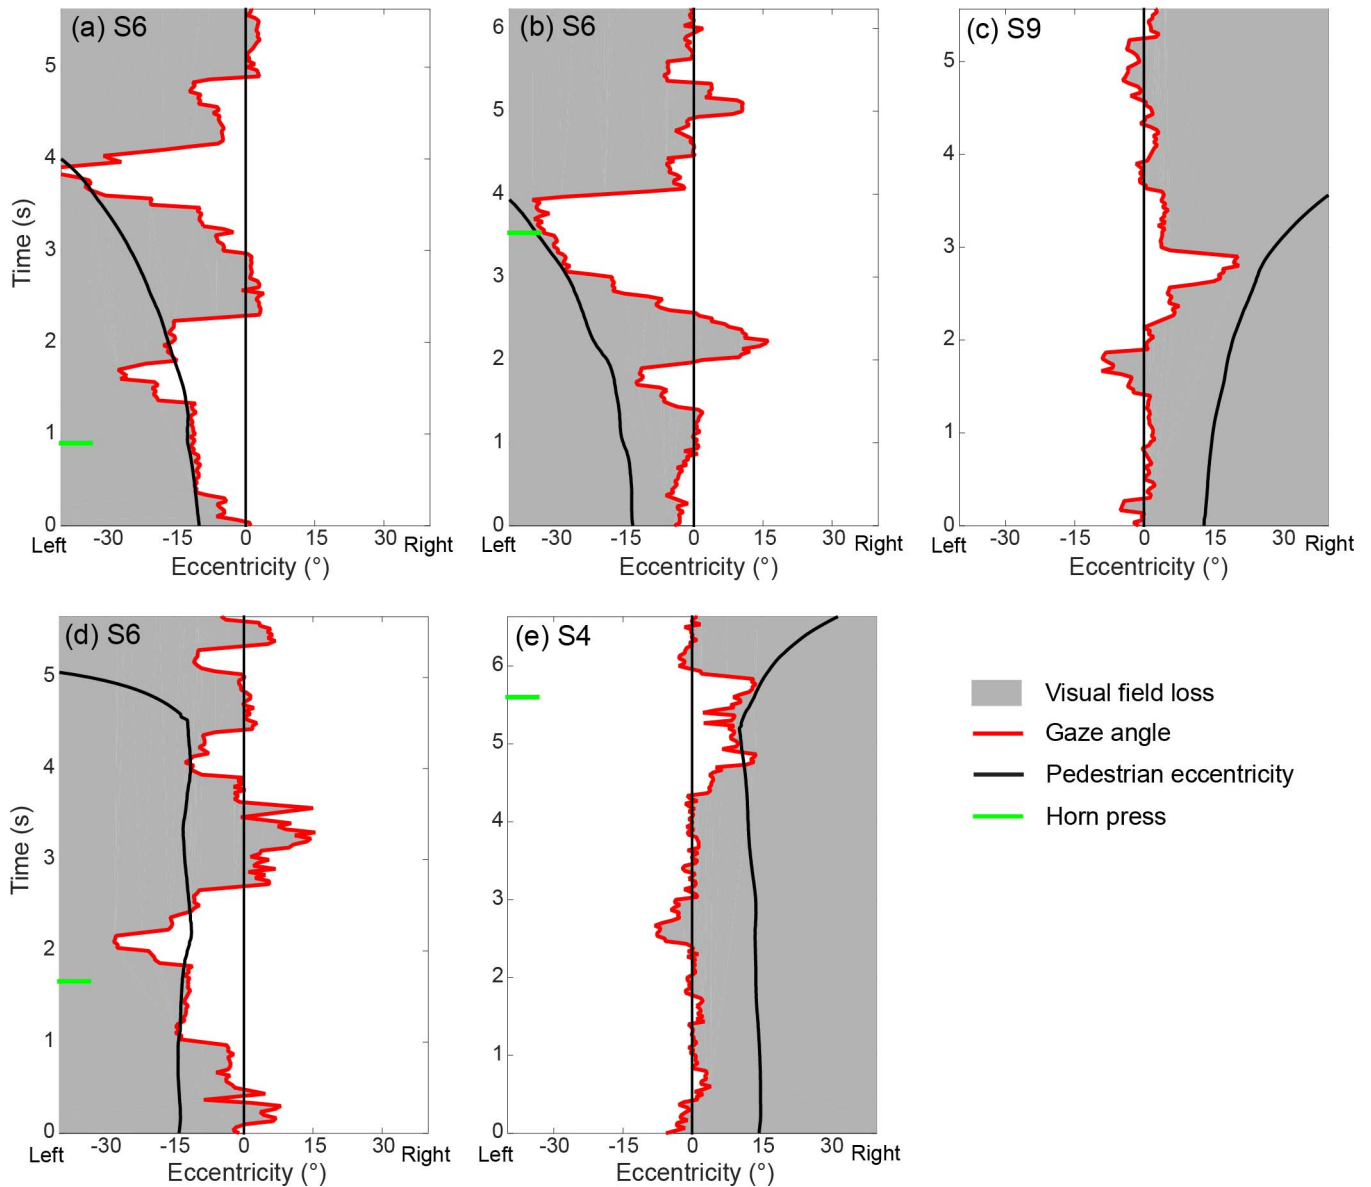 (a) S6
(b) S6
(c) S9
Time (s)
5
4
3
2
1
0
6
5
4
3
2
1
0
5
4
3
2
1
0
Left -30 -15 0 15 30 Right
Left -30 -15 0 15 30 Right
Left -30 -15 0 15 30 Right
Eccentricity (°)
Eccentricity (°)
Eccentricity (°)
(d) S6
(e) S4
Time (s)
5
4
3
2
1
0
6
5
4
3
2
1
0
Left -30 -15 0 15 30 Right
Left -30 -15 0 15 30 Right
Eccentricity (°)
Eccentricity (°)
Visual field loss
Gaze angle
Pedestrian eccentricity
Horn press